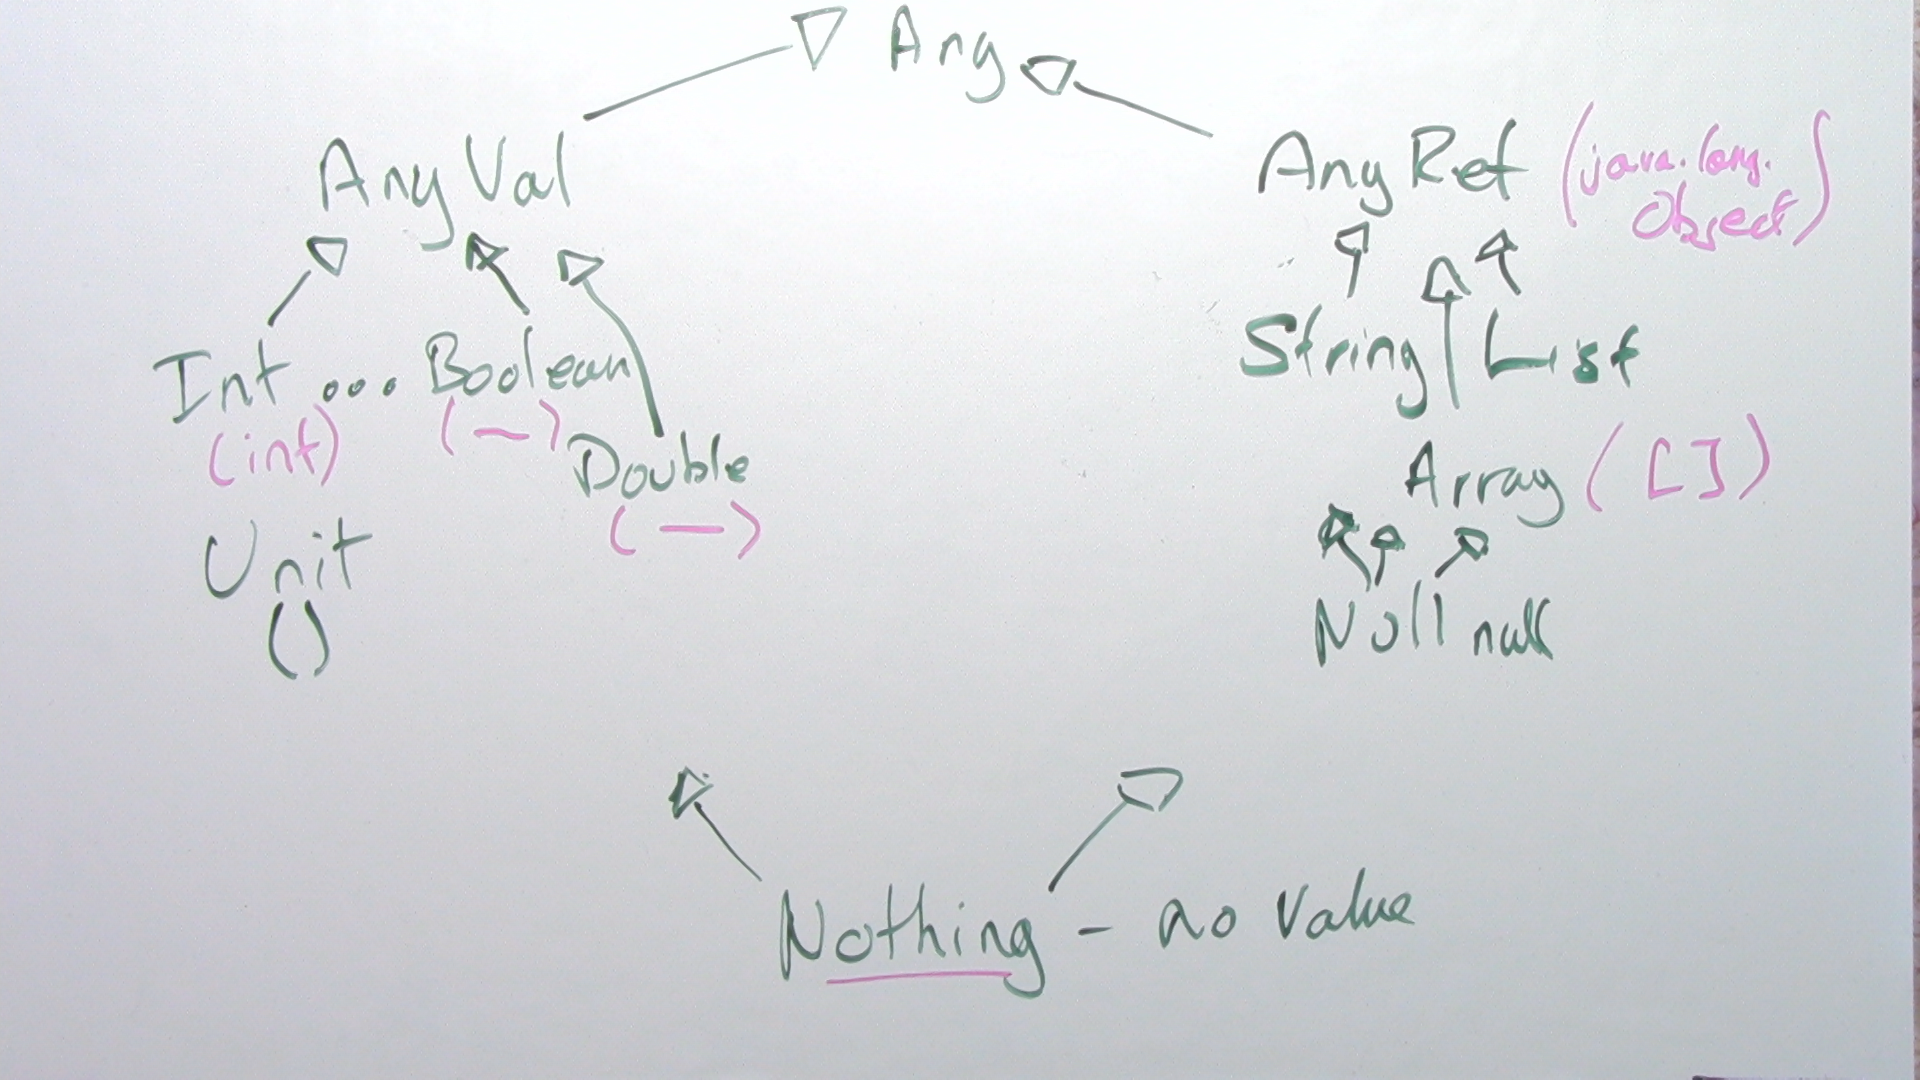 Any
AnyVal
AnyRef (java.lang.
Object)
Int ... Boolean
String List
(int) (—)
Double
Array ([])
(—)
Unit
()
Null null
Nothing - no value